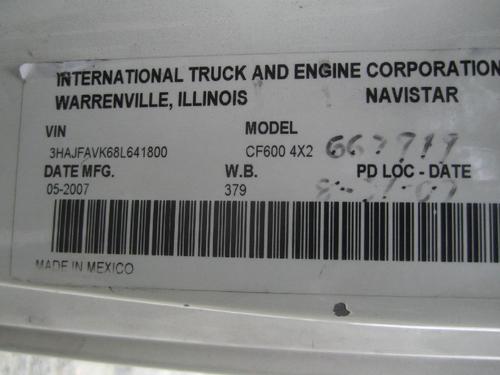 INTERNATIONAL TRUCK AND ENGINE CORPORATION
WARRENVILLE, ILLINOIS NAVISTAR
VIN MODEL
3HAJFAVK68L641800 CF600 4X2
DATE MFG. W.B. PD LOC - DATE
05-2007 379
MADE IN MEXICO